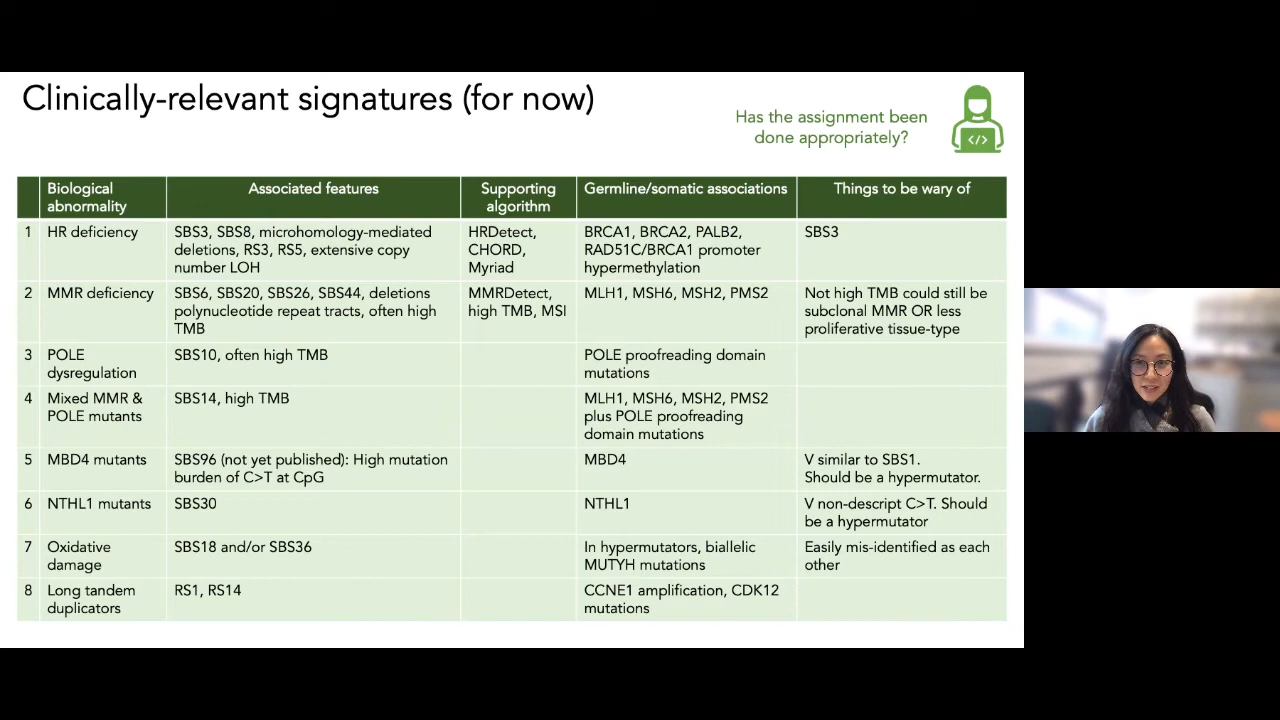 Clinically-relevant signatures (for now)
Has the assignment been
done appropriately?
</>
Biological
abnormality
Associated features
Supporting
algorithm
Germline/somatic associations
Things to be wary of
1
HR deficiency
SBS3, SBS8, microhomology-mediated
deletions, RS3, RS5, extensive copy
number LOH
HRDetect,
CHORD,
Myriad
BRCA1, BRCA2, PALB2,
RAD51C/BRCA1 promoter
hypermethylation
SBS3
2
MMR deficiency
SBS6, SBS20, SBS26, SBS44, deletions
polynucleotide repeat tracts, often high
TMB
MMRDetect,
high TMB, MSI
MLH1, MSH6, MSH2, PMS2
Not high TMB could still be
subclonal MMR OR less
proliferative tissue-type
3
POLE
dysregulation
SBS10, often high TMB
POLE proofreading domain
mutations
4
Mixed MMR &
POLE mutants
SBS14, high TMB
MLH1, MSH6, MSH2, PMS2
plus POLE proofreading
domain mutations
5
MBD4 mutants
SBS96 (not yet published): High mutation
burden of C>T at CpG
MBD4
V similar to SBS1.
Should be a hypermutator.
6
NTHL1 mutants
SBS30
NTHL1
V non-descript C>T. Should
be a hypermutator
7
Oxidative
damage
SBS18 and/or SBS36
In hypermutators, biallelic
MUTYH mutations
Easily mis-identified as each
other
8
Long tandem
duplicators
RS1, RS14
CCNE1 amplification, CDK12
mutations